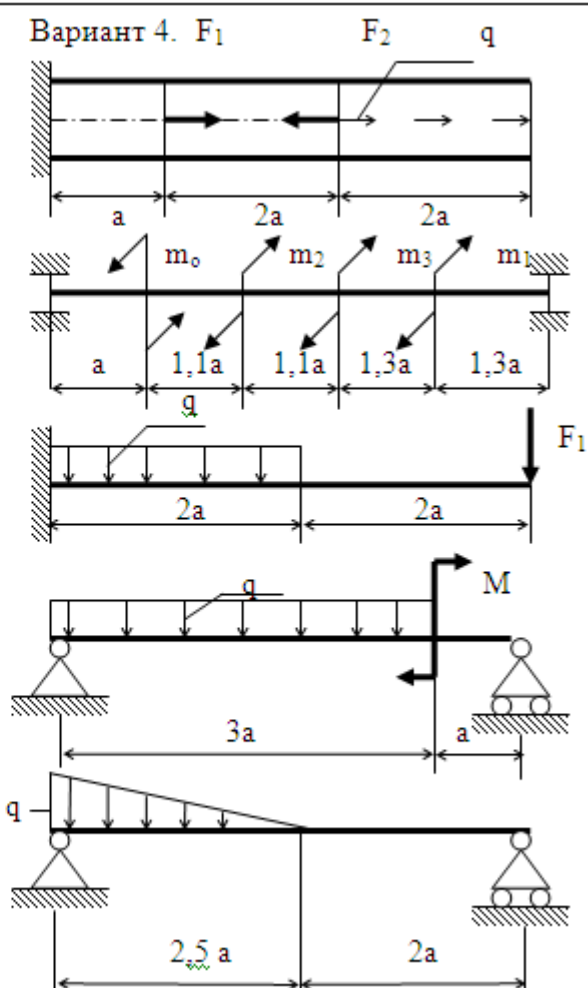 Вариант 4. F₁ F₂ q
a 2a 2a
mₒ m₂ m₃ m₁
a 1,1a 1,1a 1,3a 1,3a
q
F₁
2a 2a
q M
3a a
q
2,5 a 2a